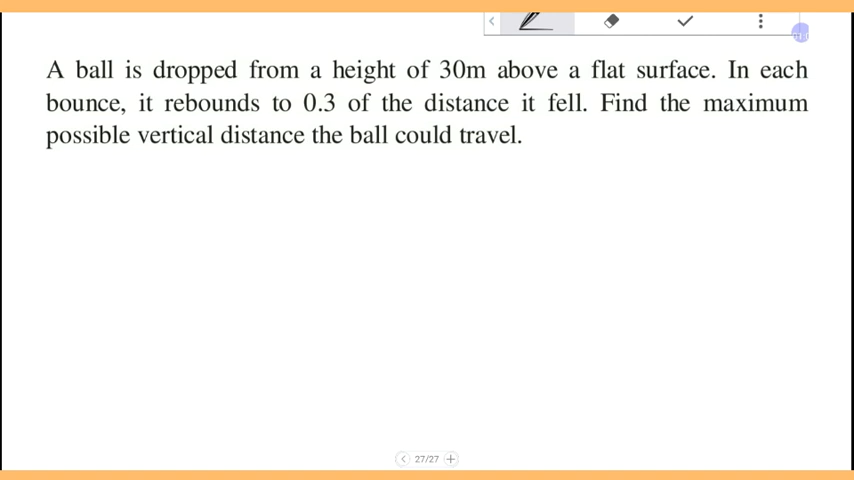 A ball is dropped from a height of 30m above a flat surface. In each
bounce, it rebounds to 0.3 of the distance it fell. Find the maximum
possible vertical distance the ball could travel.
27/27